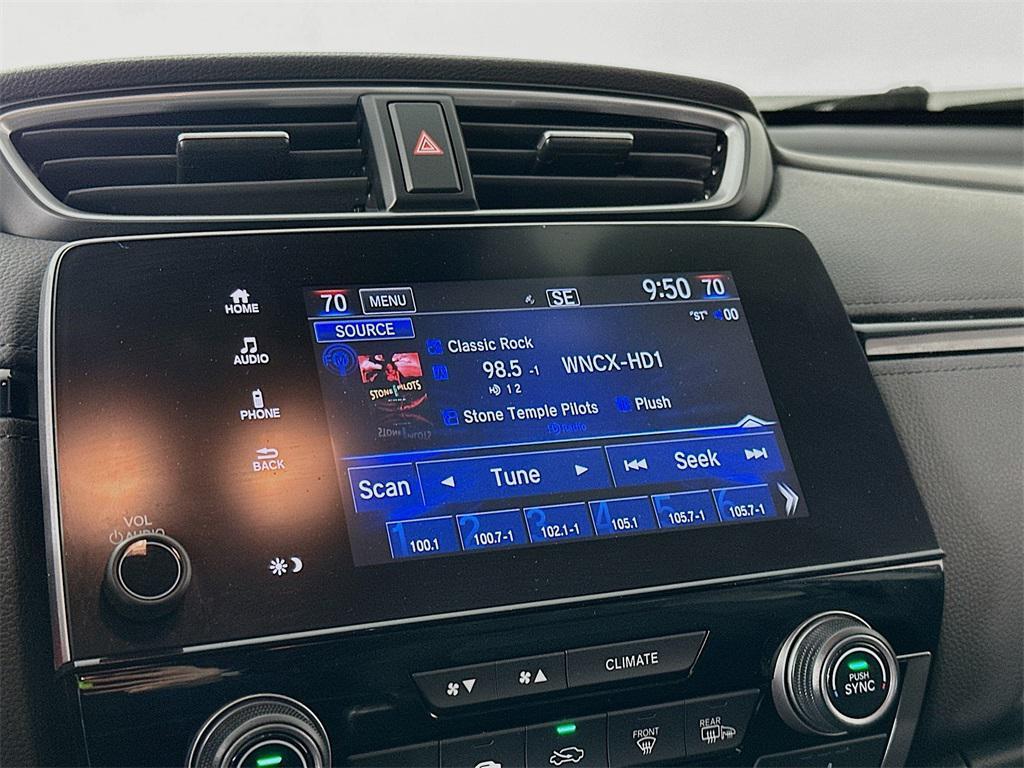 HOME
AUDIO
PHONE
BACK
VOL
AUDIO
70 MENU SE 9:50 70
SOURCE "ST" 00
Classic Rock
98.5 -1 WNCX-HD1
HD 1 2
STONE PILOTS
Stone Temple Pilots Plush
HD Radio
Scan Tune Seek
1 100.1 2 100.7-1 3 102.1-1 4 105.1 5 105.7-1 6 105.7-1
CLIMATE
PUSH
SYNC
FRONT
REAR